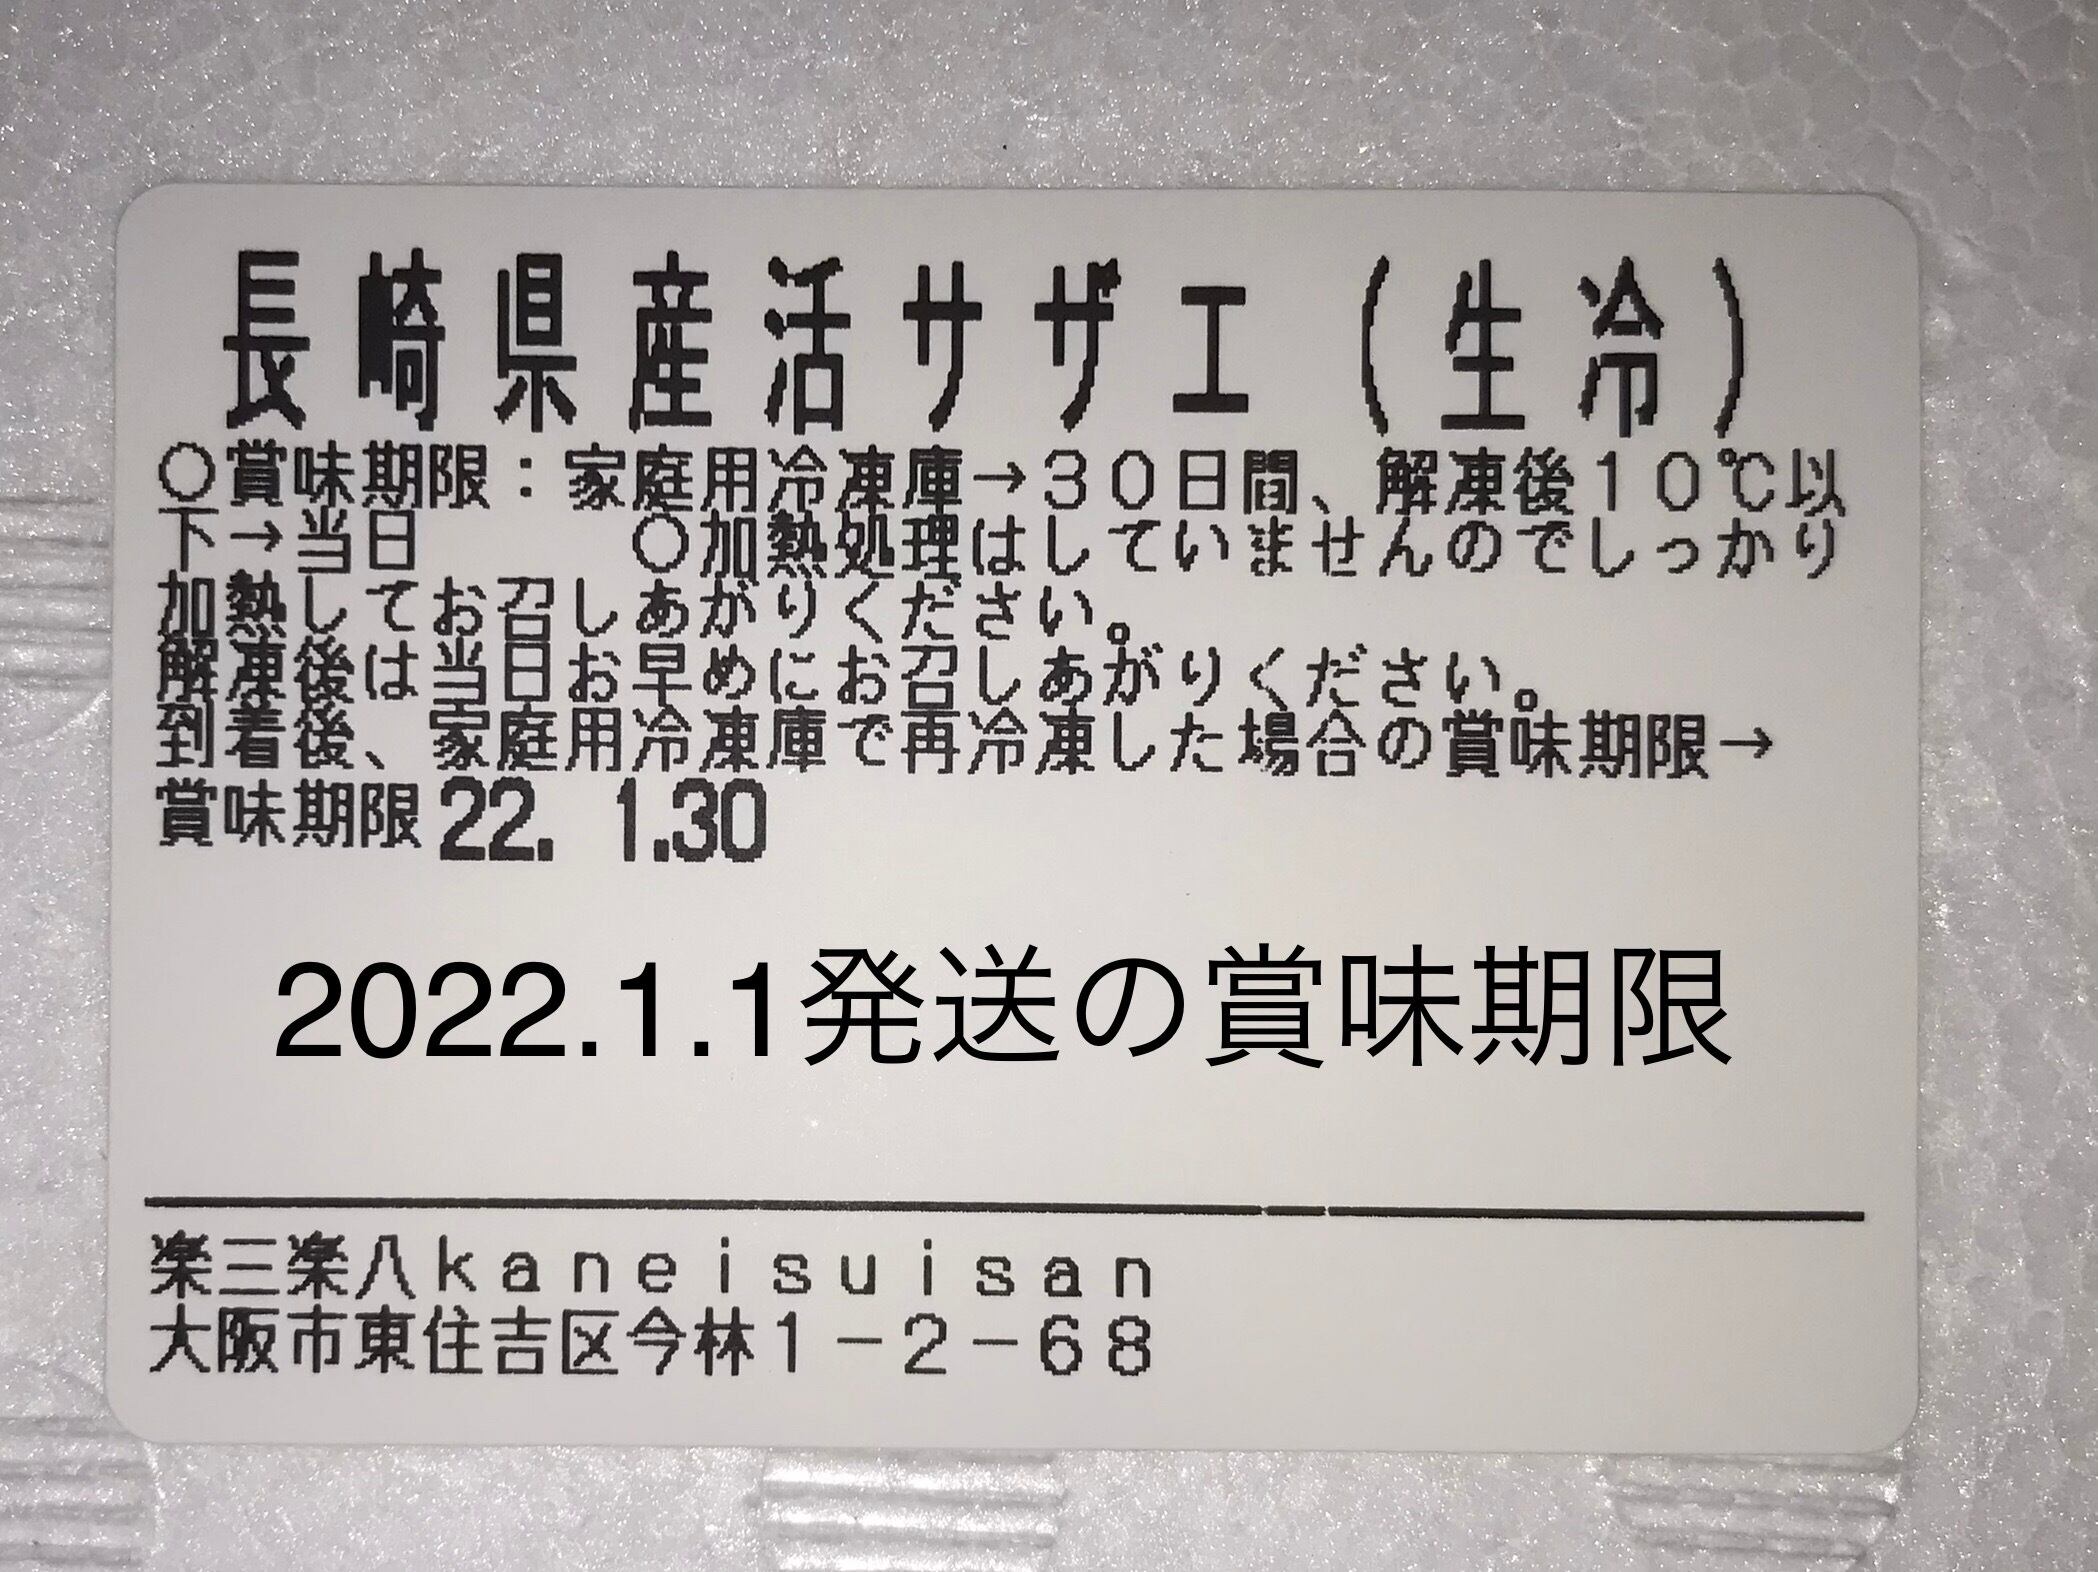 長崎県産活サザエ(生冷)
○賞味期限:家庭用冷凍庫→30日間、解凍後10℃以
下→当日　　　○加熱処理はしていませんのでしっかり
加熱してお召しあがりください。
解凍後は当日お早めにお召しあがりください。
到着後、家庭用冷凍庫で再冷凍した場合の賞味期限→
賞味期限22. 1.30
2022.1.1発送の賞味期限
楽三楽八kaneisuisan
大阪市東住吉区今林1-2-68